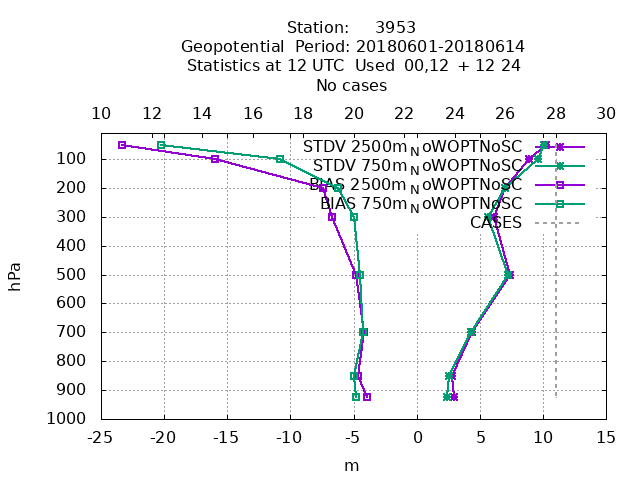 Station: 3953
Geopotential Period: 20180601-20180614
Statistics at 12 UTC Used 00,12 + 12 24
No cases
10 12 14 16 18 20 22 24 26 28 30
STDV 2500m_NoWOPTNoSC
100
STDV 750m_NoWOPTNoSC
200
BIAS 2500m_NoWOPTNoSC
BIAS 750m_NoWOPTNoSC
300
CASES
400
hPa
500
600
700
800
900
1000
-25 -20 -15 -10 -5 0 5 10 15
m